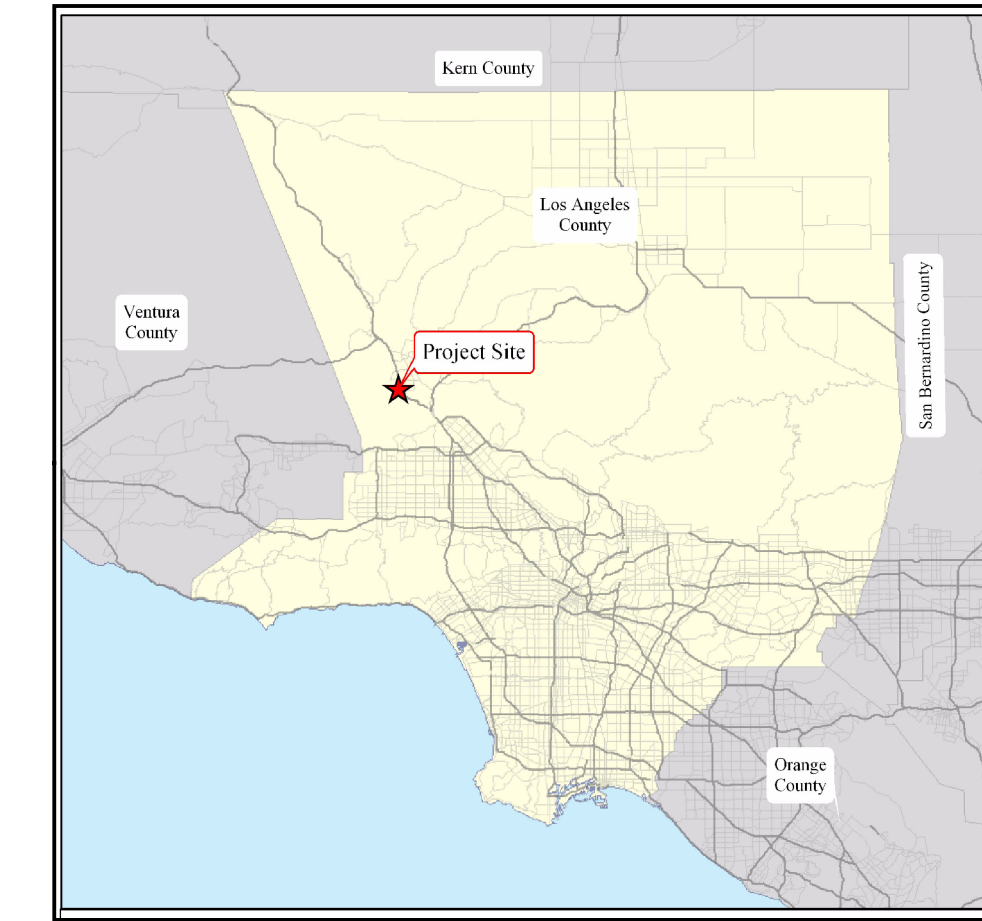 Kern County
Los Angeles
County
Ventura
County
Project Site
San Bernardino County
Orange
County